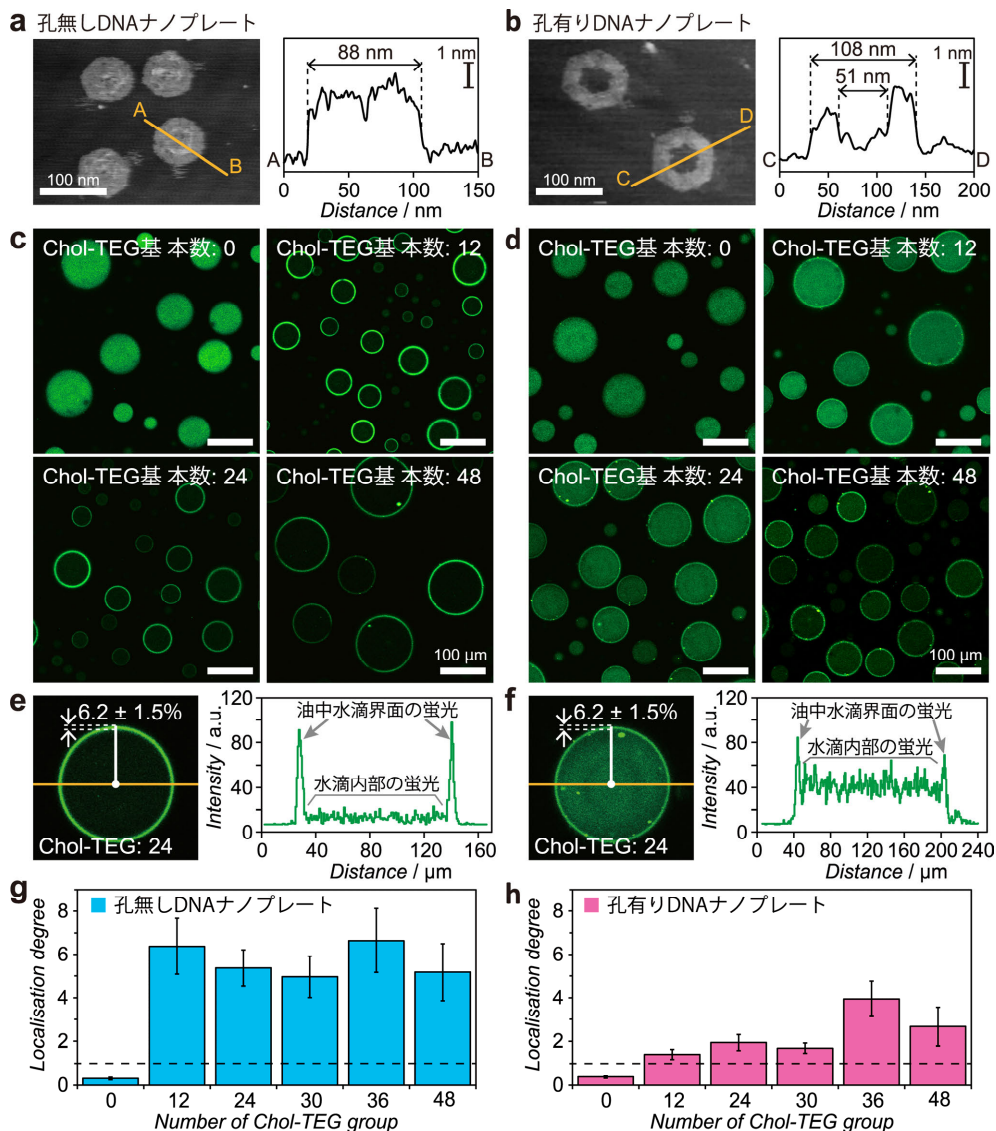 a 孔無しDNAナノプレート
A
B
100 nm
88 nm
1 nm
A
B
0 50 100 150
Distance / nm
b 孔有りDNAナノプレート
D
C
100 nm
108 nm
51 nm
1 nm
C
D
0 50 100 150 200
Distance / nm
c
Chol-TEG基 本数: 0
Chol-TEG基 本数: 12
Chol-TEG基 本数: 24
Chol-TEG基 本数: 48
100 µm
d
Chol-TEG基 本数: 0
Chol-TEG基 本数: 12
Chol-TEG基 本数: 24
Chol-TEG基 本数: 48
100 µm
e
6.2 ± 1.5%
Chol-TEG: 24
Intensity / a.u.
120
80
40
0
油中水滴界面の蛍光
水滴内部の蛍光
0 40 80 120 160
Distance / µm
f
6.2 ± 1.5%
Chol-TEG: 24
Intensity / a.u.
120
80
40
0
油中水滴界面の蛍光
水滴内部の蛍光
0 40 80 120 160 200 240
Distance / µm
g
孔無しDNAナノプレート
Localisation degree
8
6
4
2
0
0 12 24 30 36 48
Number of Chol-TEG group
h
孔有りDNAナノプレート
Localisation degree
8
6
4
2
0
0 12 24 30 36 48
Number of Chol-TEG group